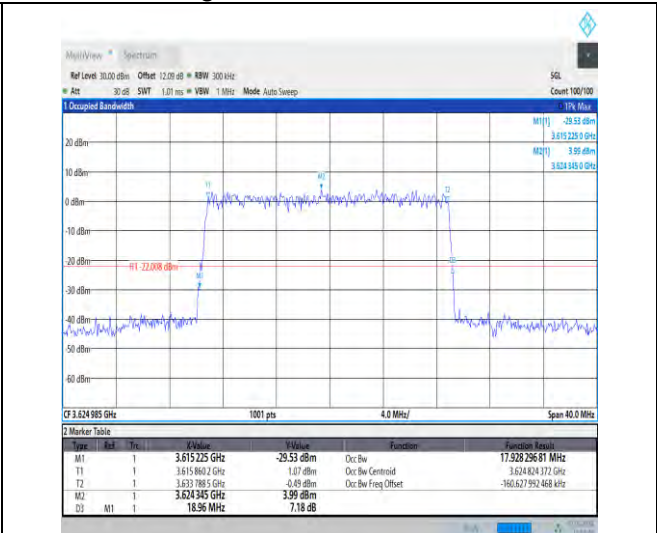 MultiView Spectrum
Ref Level 30.00 dBm Offset 12.09 dB RBW 300 kHz SGL
Att 30 dB SWT 1.01 ms VBW 1 MHz Mode Auto Sweep Count 100/100
1 Occupied Bandwidth 1Pk Max
M1[1] -29.53 dBm
3.615 225 0 GHz
20 dBm M2[1] 3.99 dBm
3.624 345 0 GHz
10 dBm
M2
T1 T2
0 dBm
-10 dBm
-20 dBm
H1 -22.008 dBm
D3
M1
-30 dBm
-40 dBm
-50 dBm
-60 dBm
CF 3.624 985 GHz 1001 pts 4.0 MHz/ Span 40.0 MHz
2 Marker Table
Type Ref Trc X-Value Y-Value Function Function Result
M1 1 3.615 225 GHz -29.53 dBm Occ Bw 17.928 296 81 MHz
T1 1 3.615 860 2 GHz 1.07 dBm Occ Bw Centroid 3.624 824 372 GHz
T2 1 3.633 788 5 GHz -0.49 dBm Occ Bw Freq Offset -160.627 992 468 kHz
M2 1 3.624 345 GHz 3.99 dBm
D3 M1 1 18.96 MHz 7.18 dB